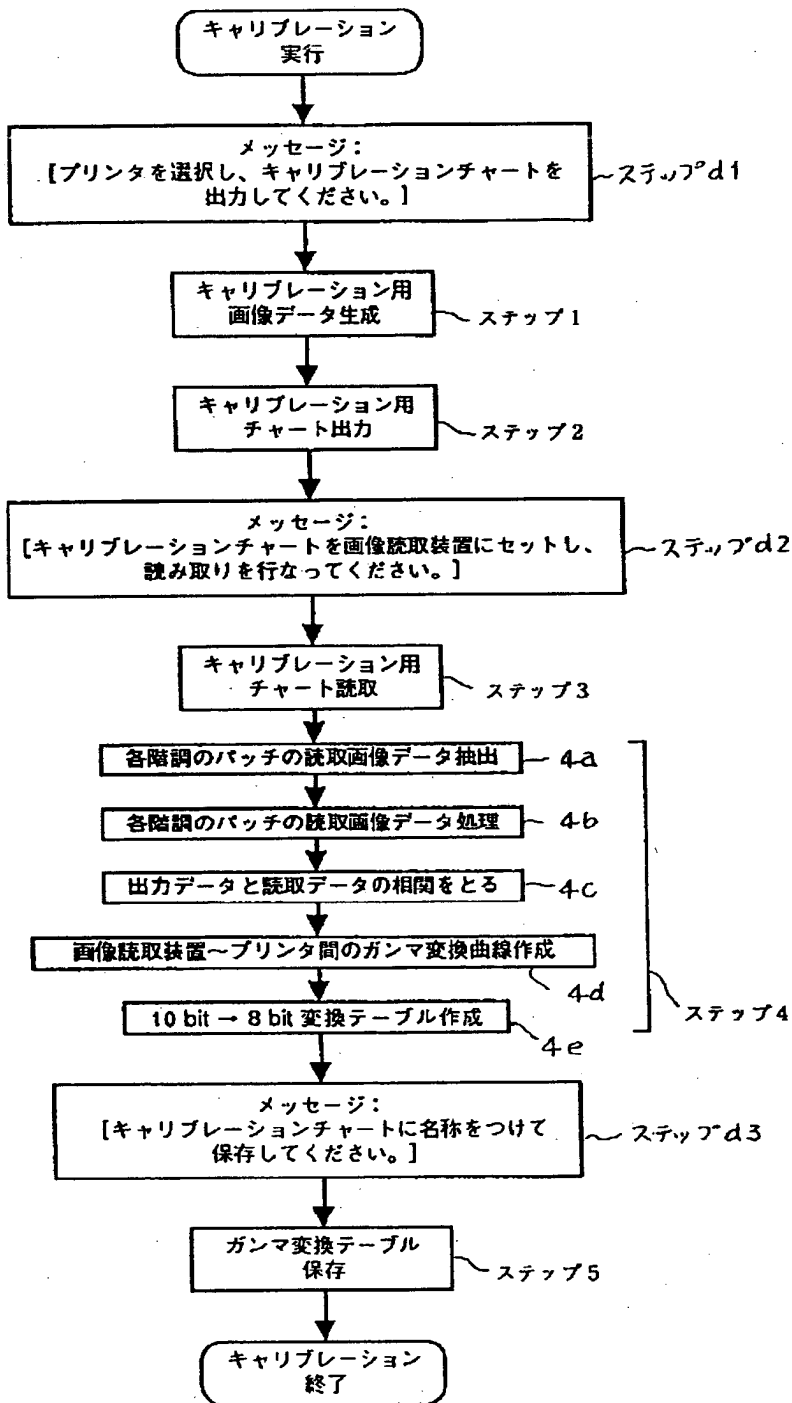 キャリブレーション
実行
メッセージ：
[プリンタを選択し、キャリブレーションチャートを
出力してください。]
ステップd1
キャリブレーション用
画像データ生成
ステップ1
キャリブレーション用
チャート出力
ステップ2
メッセージ：
[キャリブレーションチャートを画像読取装置にセットし、
読み取りを行なってください。]
ステップd2
キャリブレーション用
チャート読取
ステップ3
各階調のパッチの読取画像データ抽出
4a
各階調のパッチの読取画像データ処理
4b
出力データと読取データの相関をとる
4c
画像読取装置～プリンタ間のガンマ変換曲線作成
4d
10 bit → 8 bit 変換テーブル作成
4e
ステップ4
メッセージ：
[キャリブレーションチャートに名称をつけて
保存してください。]
ステップd3
ガンマ変換テーブル
保存
ステップ5
キャリブレーション
終了